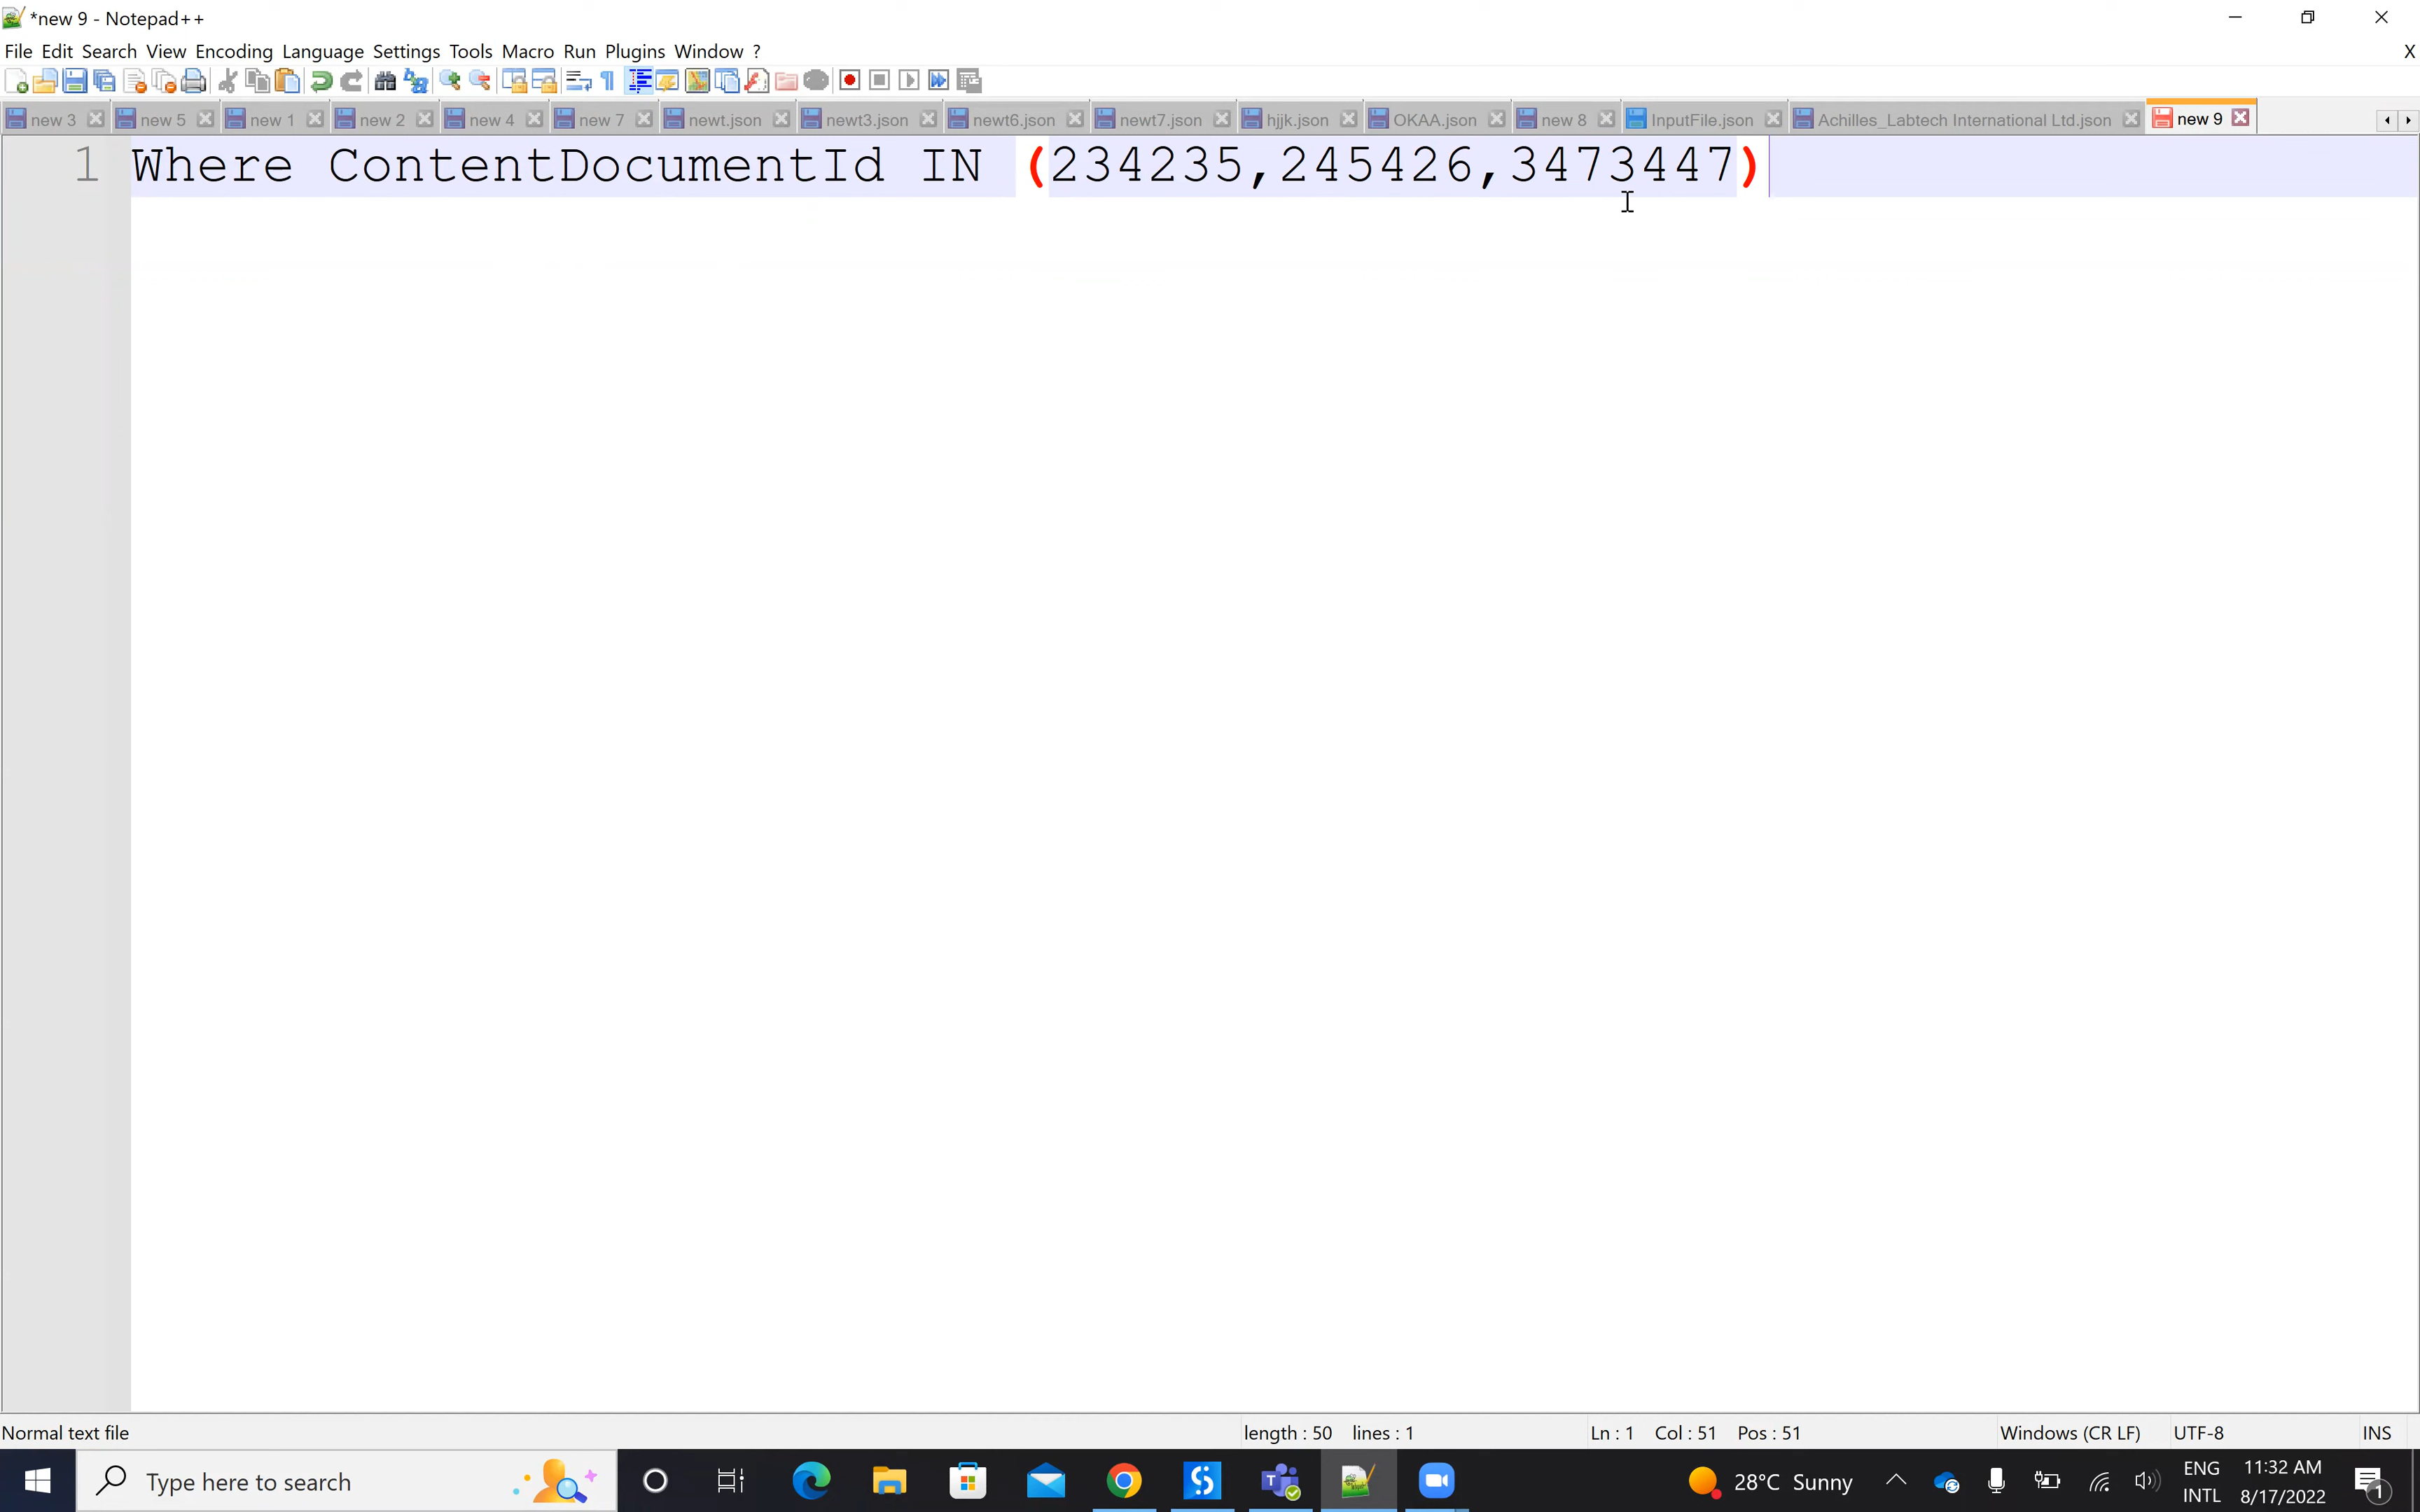 *new 9 - Notepad++
File Edit Search View Encoding Language Settings Tools Macro Run Plugins Window ? X
new 3 new 5 new 1 new 2 new 4 new 7 newt.json newt3.json newt6.json newt7.json hjjk.json OKAA.json new 8 InputFile.json Achilles_Labtech International Ltd.json new 9
1 Where ContentDocumentId IN (234235,245426,3473447)
Normal text file length : 50 lines : 1 Ln : 1 Col : 51 Pos : 51 Windows (CR LF) UTF-8 INS
Type here to search 28°C Sunny ENG 11:32 AM
INTL 8/17/2022 1